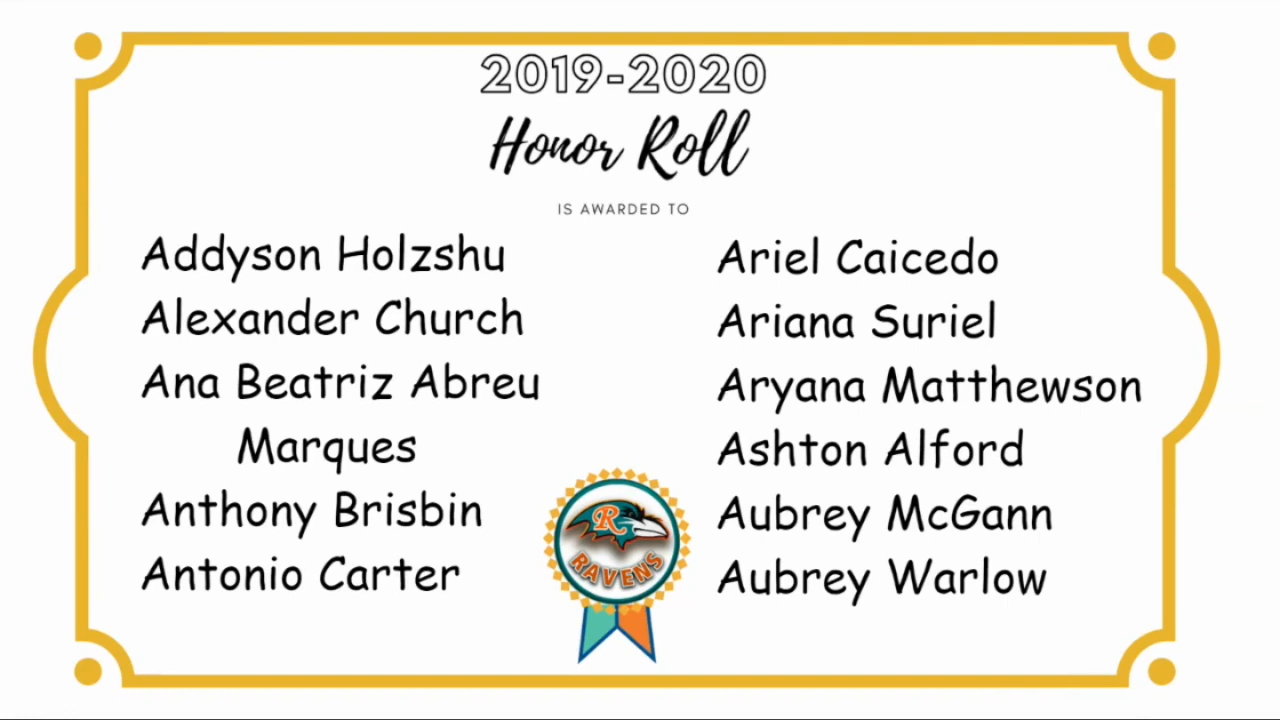 2019-2020
Honor Roll
IS AWARDED TO
Addyson Holzshu
Alexander Church
Ana Beatriz Abreu
Marques
Anthony Brisbin
Antonio Carter
Ariel Caicedo
Ariana Suriel
Aryana Matthewson
Ashton Alford
Aubrey McGann
Aubrey Warlow
R
RAVENS